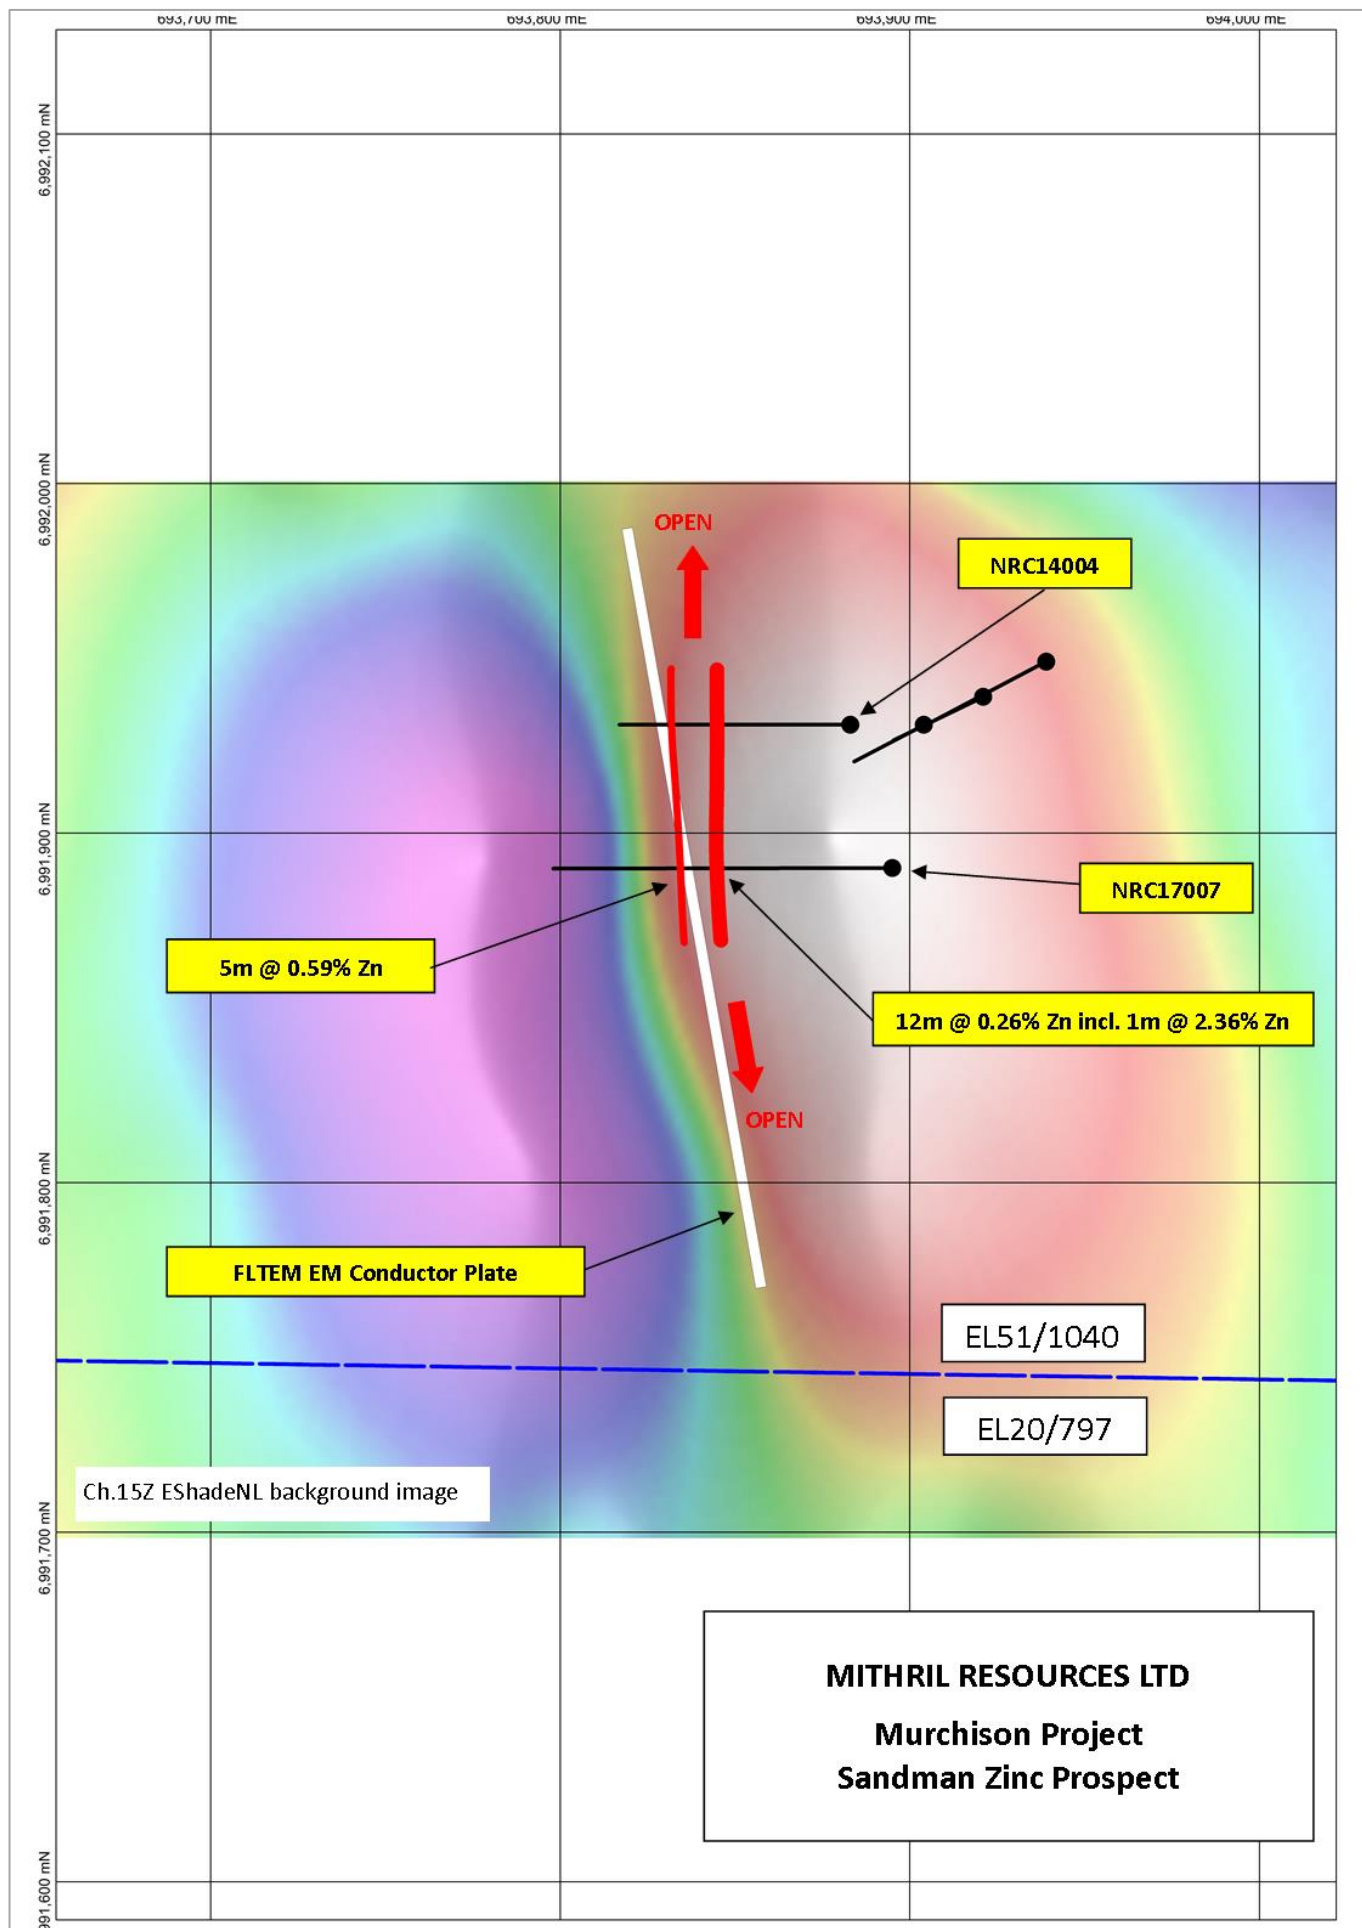 693,700 mE
693,800 mE
693,900 mE
694,000 mE
6,992,100 mN
6,992,000 mN
OPEN
NRC14004
6,991,900 mN
NRC17007
5m @ 0.59% Zn
12m @ 0.26% Zn incl. 1m @ 2.36% Zn
OPEN
6,991,800 mN
FLTEM EM Conductor Plate
EL51/1040
EL20/797
Ch.15Z EShadeNL background image
6,991,700 mN
MITHRIL RESOURCES LTD
Murchison Project
Sandman Zinc Prospect
991,600 mN